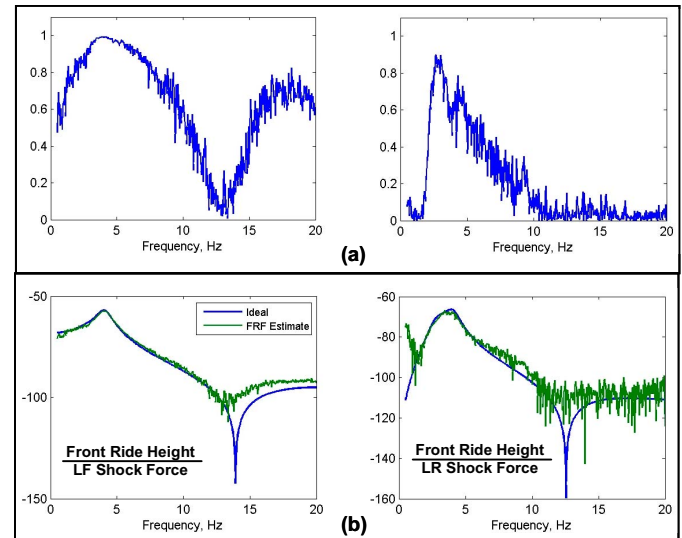 1
0.8
0.6
0.4
0.2
0
0 5 10 15 20
Frequency, Hz
1
0.8
0.6
0.4
0.2
0
0 5 10 15 20
Frequency, Hz
(a)
-50
-100
-150
0 5 10 15 20
Frequency, Hz
Ideal
FRF Estimate
Front Ride Height
LF Shock Force
-60
-80
-100
-120
-140
-160
0 5 10 15 20
Frequency, Hz
Front Ride Height
LR Shock Force
(b)